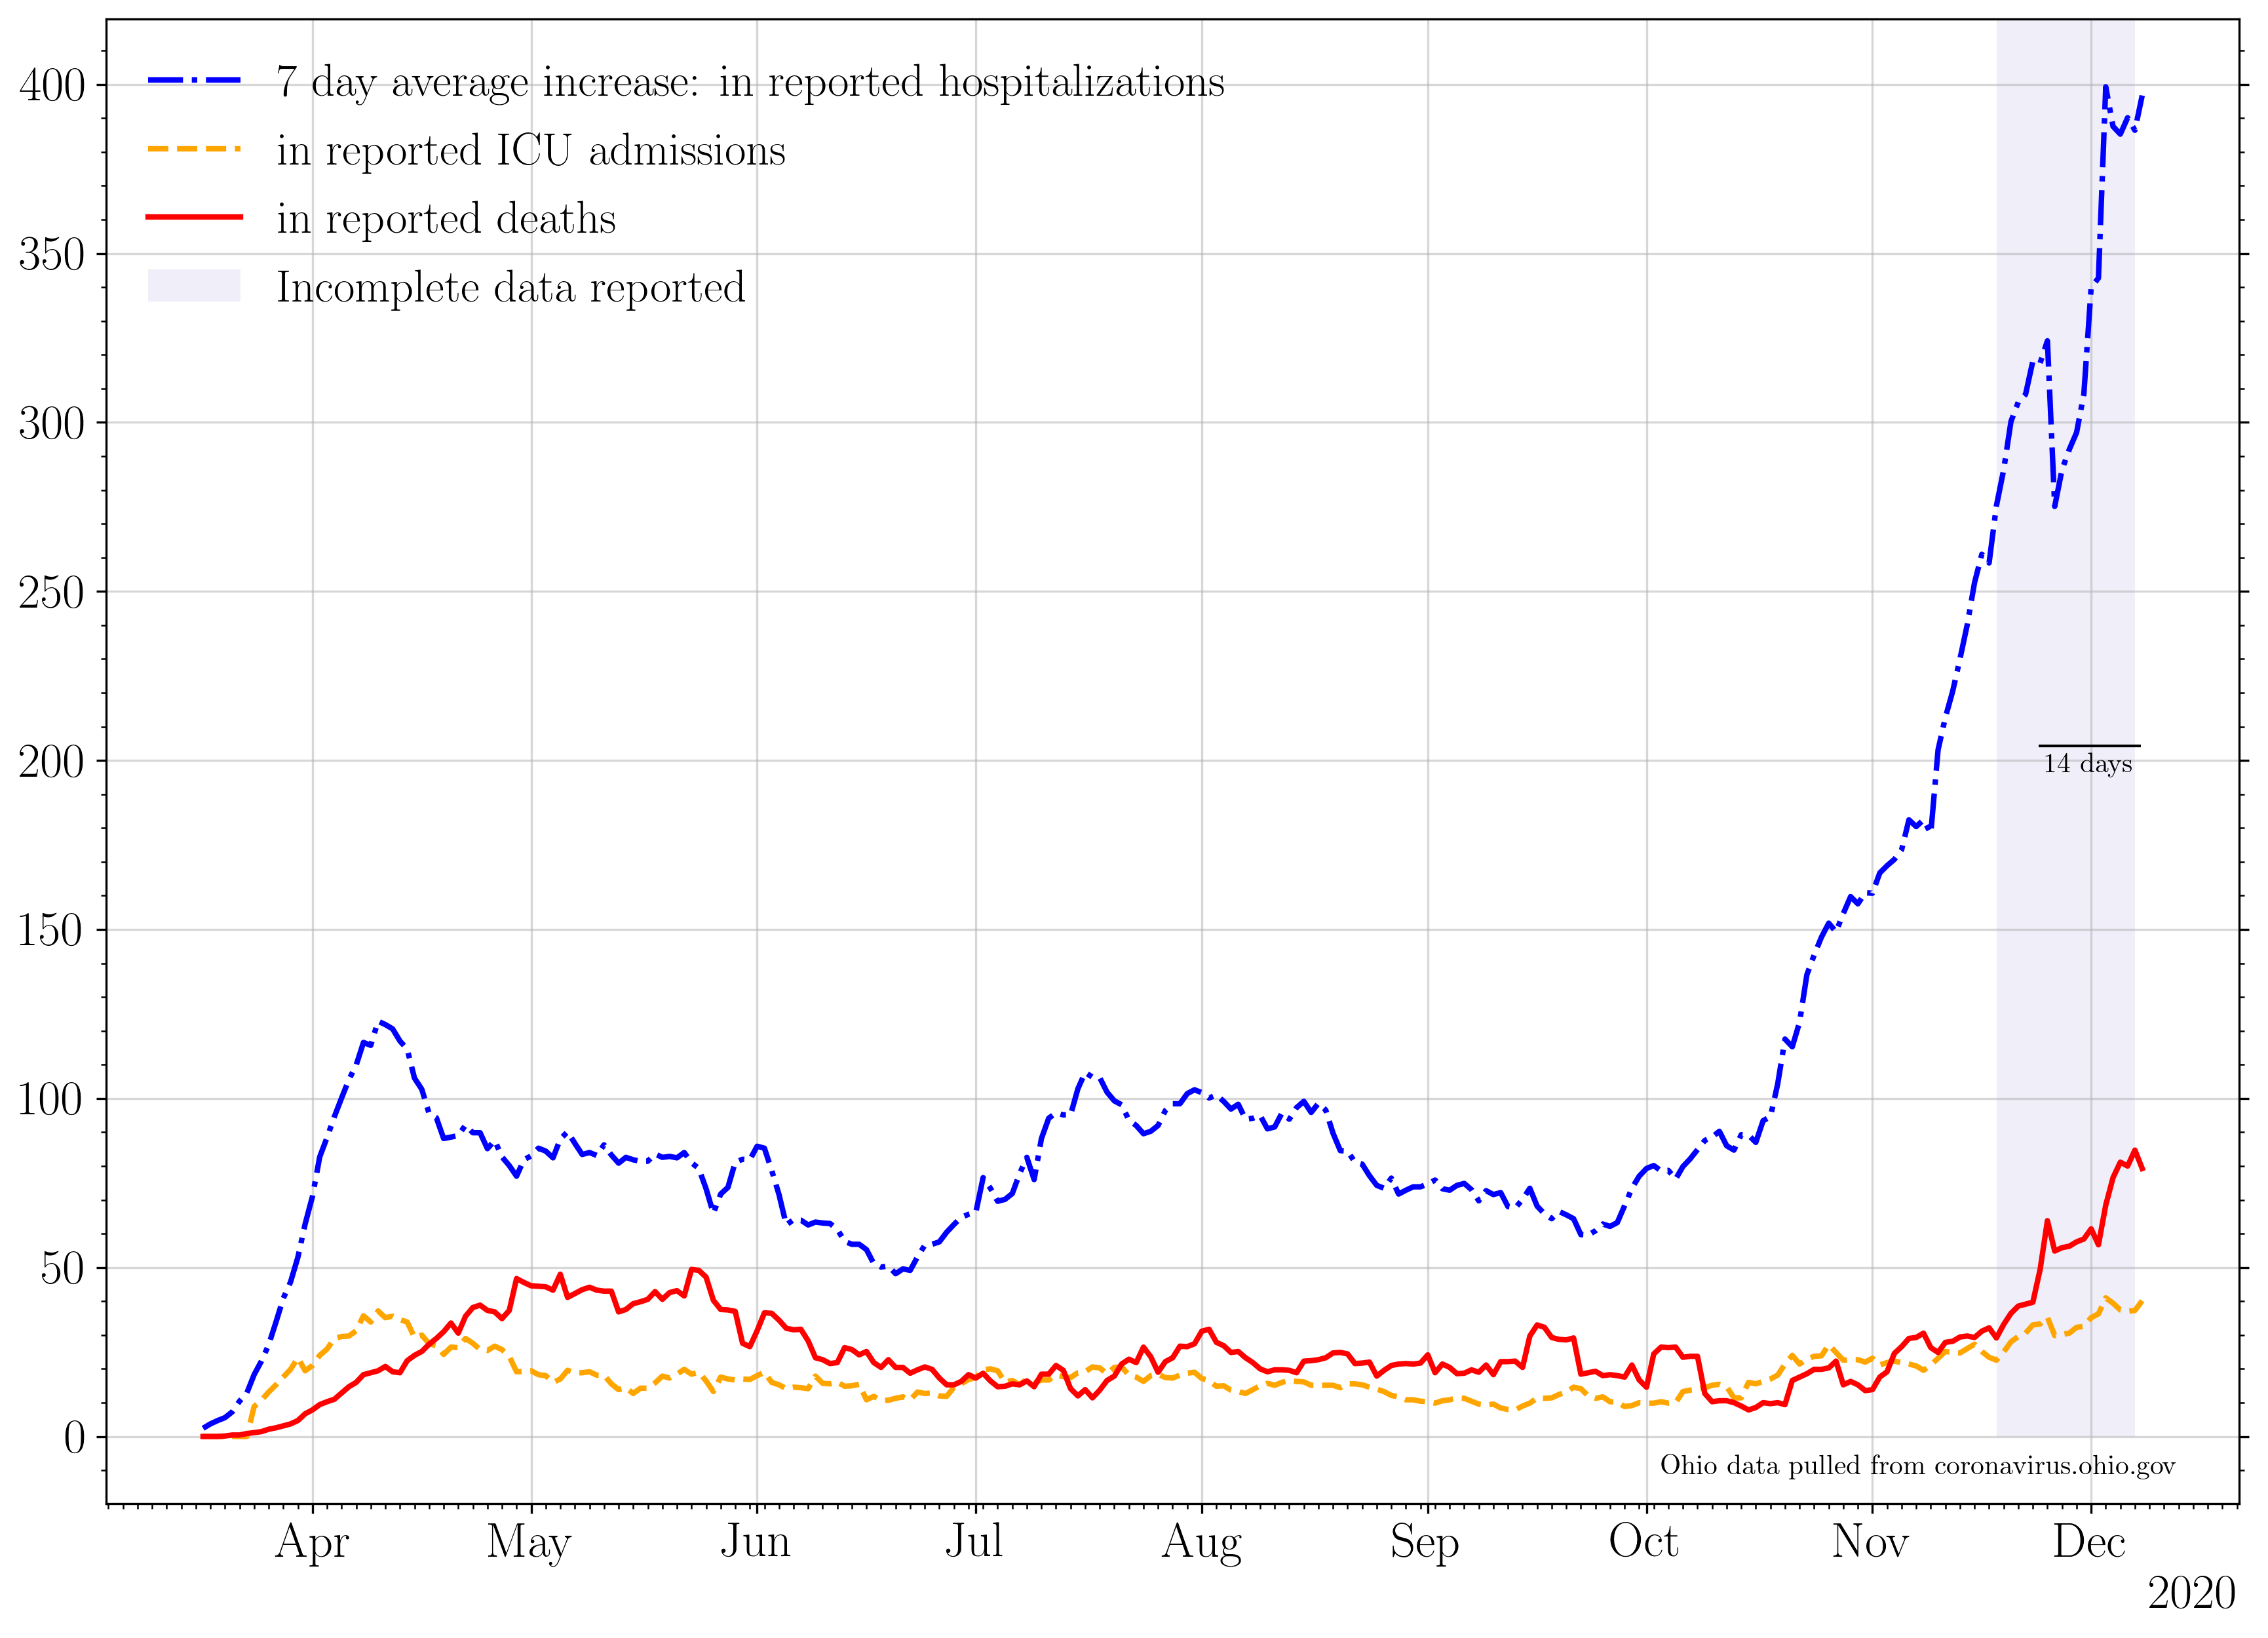 7 day average increase: in reported hospitalizations
in reported ICU admissions
in reported deaths
Incomplete data reported
400
350
300
250
200
150
100
50
0
14 days
Ohio data pulled from coronavirus.ohio.gov
Apr May Jun Jul Aug Sep Oct Nov Dec
2020